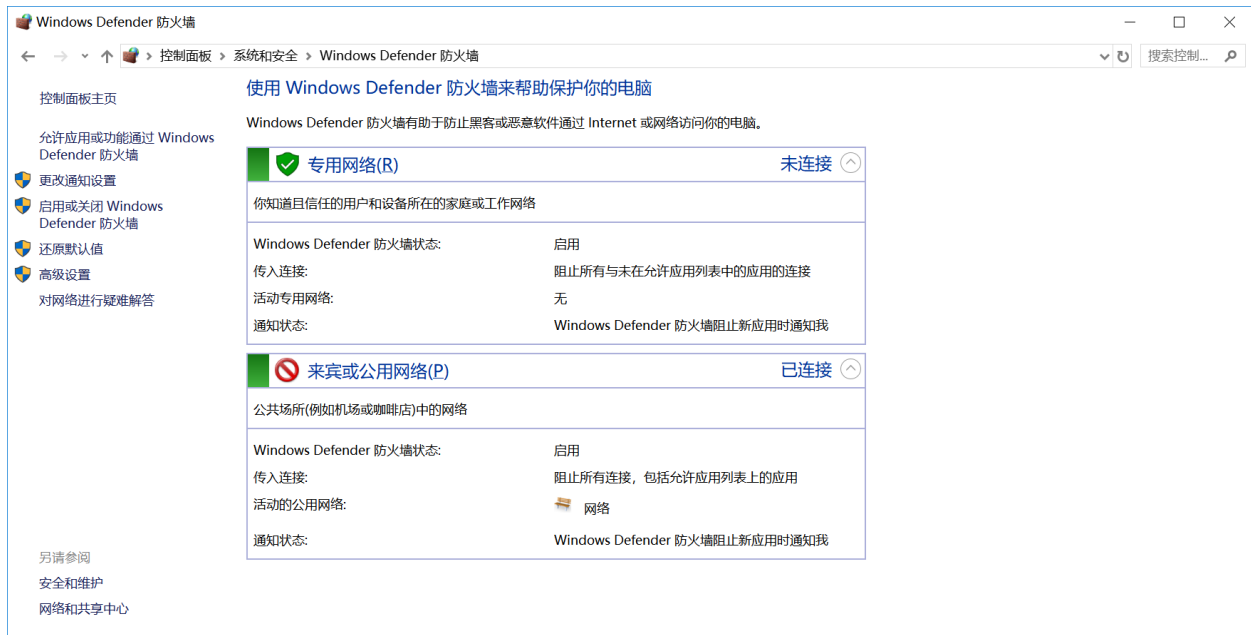 Windows Defender 防火墙
控制面板 > 系统和安全 > Windows Defender 防火墙
搜索控制...
控制面板主页
允许应用或功能通过 Windows
Defender 防火墙
更改通知设置
启用或关闭 Windows
Defender 防火墙
还原默认值
高级设置
对网络进行疑难解答
另请参阅
安全和维护
网络和共享中心
使用 Windows Defender 防火墙来帮助保护你的电脑
Windows Defender 防火墙有助于防止黑客或恶意软件通过 Internet 或网络访问你的电脑。
专用网络(R) 未连接
你知道且信任的用户和设备所在的家庭或工作网络
Windows Defender 防火墙状态: 启用
传入连接: 阻止所有与未在允许应用列表中的应用的连接
活动专用网络: 无
通知状态: Windows Defender 防火墙阻止新应用时通知我
来宾或公用网络(P) 已连接
公共场所(例如机场或咖啡店)中的网络
Windows Defender 防火墙状态: 启用
传入连接: 阻止所有连接，包括允许应用列表上的应用
活动的公用网络: 网络
通知状态: Windows Defender 防火墙阻止新应用时通知我